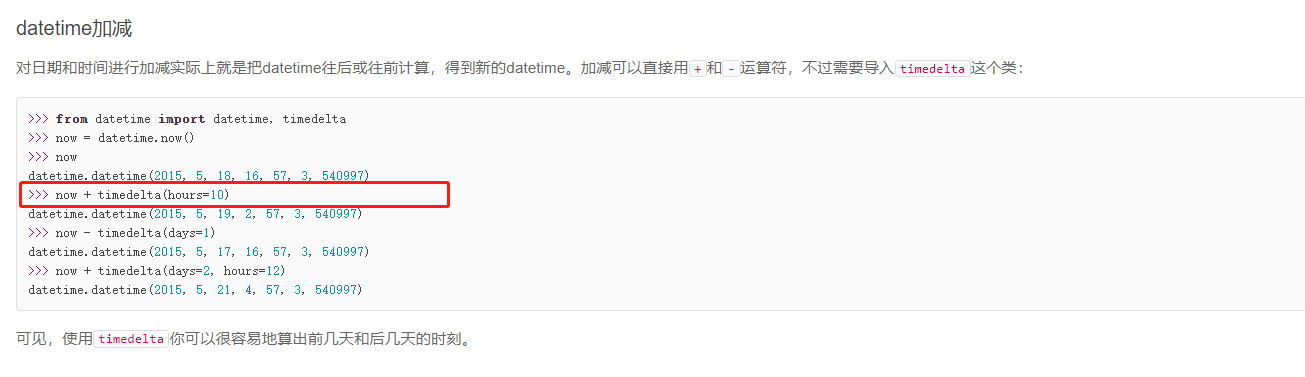 datetime加减
对日期和时间进行加减实际上就是把datetime往后或往前计算，得到新的datetime。加减可以直接用+和-运算符，不过需要导入timedelta这个类：
>>> from datetime import datetime, timedelta
>>> now = datetime.now()
>>> now
datetime.datetime(2015, 5, 18, 16, 57, 3, 540997)
>>> now + timedelta(hours=10)
datetime.datetime(2015, 5, 19, 2, 57, 3, 540997)
>>> now - timedelta(days=1)
datetime.datetime(2015, 5, 17, 16, 57, 3, 540997)
>>> now + timedelta(days=2, hours=12)
datetime.datetime(2015, 5, 21, 4, 57, 3, 540997)
可见，使用timedelta你可以很容易地算出前几天和后几天的时刻。